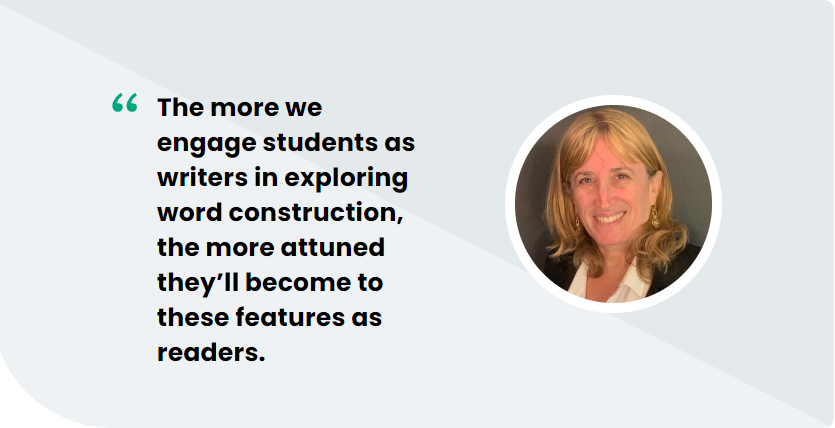 “ The more we
engage students as
writers in exploring
word construction,
the more attuned
they’ll become to
these features as
readers.